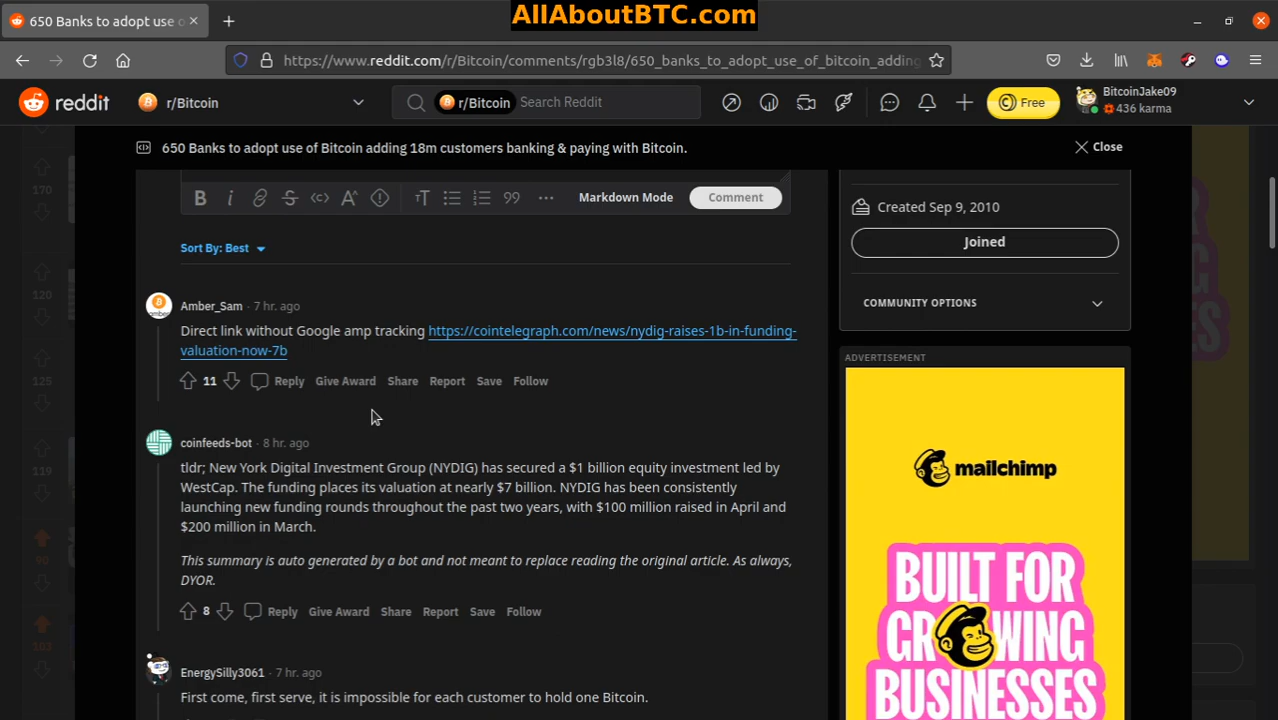 AllAboutBTC.com
650 Banks to adopt use o
https://www.reddit.com/r/Bitcoin/comments/rgb3l8/650_banks_to_adopt_use_of_bitcoin_adding
reddit
r/Bitcoin
r/Bitcoin Search Reddit
Free
BitcoinJake09
436 karma
650 Banks to adopt use of Bitcoin adding 18m customers banking & paying with Bitcoin.
Close
Markdown Mode
Comment
Created Sep 9, 2010
Joined
COMMUNITY OPTIONS
Sort By: Best
Amber_Sam · 7 hr. ago
Direct link without Google amp tracking https://cointelegraph.com/news/nydig-raises-1b-in-funding-
valuation-now-7b
11 Reply Give Award Share Report Save Follow
coinfeeds-bot · 8 hr. ago
tldr; New York Digital Investment Group (NYDIG) has secured a $1 billion equity investment led by
WestCap. The funding places its valuation at nearly $7 billion. NYDIG has been consistently
launching new funding rounds throughout the past two years, with $100 million raised in April and
$200 million in March.
This summary is auto generated by a bot and not meant to replace reading the original article. As always,
DYOR.
8 Reply Give Award Share Report Save Follow
EnergySilly3061 · 7 hr. ago
First come, first serve, it is impossible for each customer to hold one Bitcoin.
ADVERTISEMENT
mailchimp
BUILT FOR
GR WING
BUSINESSES
170
120
125
119
90
103